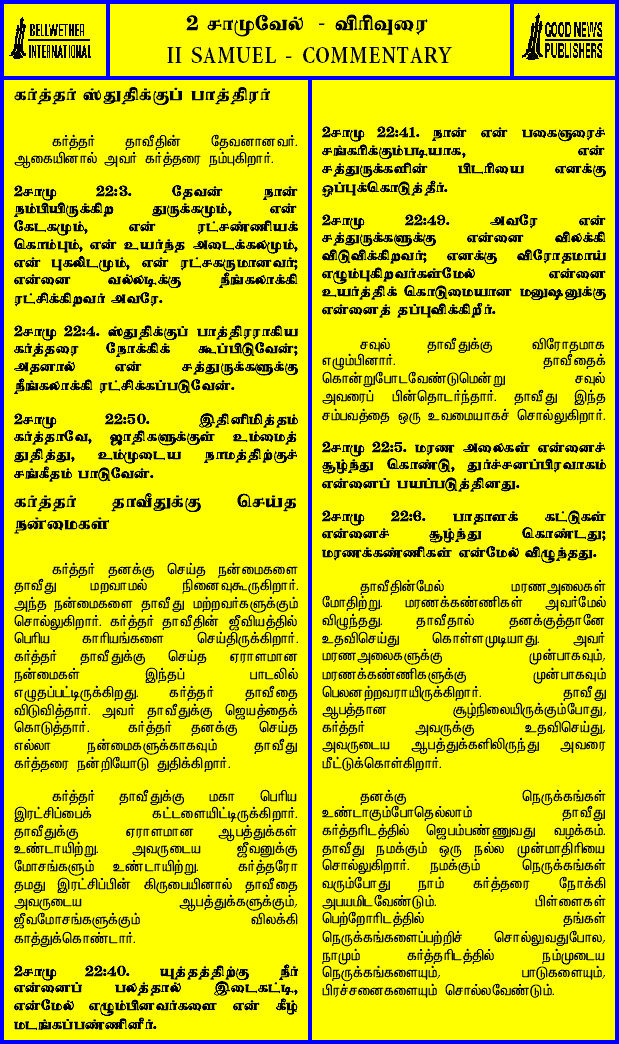 BELLWETHER
INTERNATIONAL
2 சாமுவேல் - விரிவுரை
II SAMUEL - COMMENTARY
GOOD NEWS
PUBLISHERS
கர்த்தர் ஸ்துதிக்குப் பாத்திரர்
கர்த்தர் தாவீதின் தேவனானவர்.
ஆகையினால் அவர் கர்த்தரை நம்புகிறார்.
2சாமு 22:3. தேவன் நான்
நம்பியிருக்கிற துருக்கமும், என்
கேடகமும், என் ரட்சண்ணியக்
கொம்பும், என் உயர்ந்த அடைக்கலமும்,
என் புகலிடமும், என் ரட்சகருமானவர்;
என்னை வல்லடிக்கு நீங்கலாக்கி
ரட்சிக்கிறவர் அவரே.
2சாமு 22:4. ஸ்துதிக்குப் பாத்திரராகிய
கர்த்தரை நோக்கிக் கூப்பிடுவேன்;
அதனால் என் சத்துருக்களுக்கு
நீங்கலாக்கி ரட்சிக்கப்படுவேன்.
2சாமு 22:50. இதினிமித்தம்
கர்த்தாவே, ஜாதிகளுக்குள் உம்மைத்
துதித்து, உம்முடைய நாமத்திற்குச்
சங்கீதம் பாடுவேன்.
கர்த்தர் தாவீதுக்கு செய்த
நன்மைகள்
கர்த்தர் தனக்கு செய்த நன்மைகளை
தாவீது மறவாமல் நினைவுகூருகிறார்.
அந்த நன்மைகளை தாவீது மற்றவர்களுக்கும்
சொல்லுகிறார். கர்த்தர் தாவீதின் ஜீவியத்தில்
பெரிய காரியங்களை செய்திருக்கிறார்.
கர்த்தர் தாவீதுக்கு செய்த ஏராளமான
நன்மைகள் இந்தப் பாடலில்
எழுதப்பட்டிருக்கிறது. கர்த்தர் தாவீதை
விடுவித்தார். அவர் தாவீதுக்கு ஜெயத்தைக்
கொடுத்தார். கர்த்தர் தனக்கு செய்த
எல்லா நன்மைகளுக்காகவும் தாவீது
கர்த்தரை நன்றியோடு துதிக்கிறார்.
கர்த்தர் தாவீதுக்கு மகா பெரிய
இரட்சிப்பைக் கட்டளையிட்டிருக்கிறார்.
தாவீதுக்கு ஏராளமான ஆபத்துக்கள்
உண்டாயிற்று. அவருடைய ஜீவனுக்கு
மோசங்களும் உண்டாயிற்று. கர்த்தரோ
தமது இரட்சிப்பின் கிருபையினால் தாவீதை
அவருடைய ஆபத்துக்களுக்கும்,
ஜீவமோசங்களுக்கும் விலக்கி
காத்துக்கொண்டார்.
2சாமு 22:40. யுத்தத்திற்கு நீர்
என்னைப் பலத்தால் இடைகட்டி,
என்மேல் எழும்பினவர்களை என் கீழ்
மடங்கப்பண்ணினீர்.
2சாமு 22:41. நான் என் பகைஞரைச்
சங்கரிக்கும்படியாக, என்
சத்துருக்களின் பிடரியை எனக்கு
ஒப்புக்கொடுத்தீர்.
2சாமு 22:49. அவரே என்
சத்துருக்களுக்கு என்னை விலக்கி
விடுவிக்கிறவர்; எனக்கு விரோதமாய்
எழும்புகிறவர்கள்மேல் என்னை
உயர்த்திக் கொடுமையான மனுஷனுக்கு
என்னைத் தப்புவிக்கிறீர்.
சவுல் தாவீதுக்கு விரோதமாக
எழும்பினார். தாவீதைக்
கொன்றுபோடவேண்டுமென்று சவுல்
அவரைப் பின்தொடர்ந்தார். தாவீது இந்த
சம்பவத்தை ஒரு உவமையாகச் சொல்லுகிறார்.
2சாமு 22:5. மரண அலைகள் என்னைச்
சூழ்ந்து கொண்டு, துர்ச்சனப்பிரவாகம்
என்னைப் பயப்படுத்தினது.
2சாமு 22:6. பாதாளக் கட்டுகள்
என்னைச் சூழ்ந்து கொண்டது;
மரணக்கண்ணிகள் என்மேல் விழுந்தது.
தாவீதின்மேல் மரணஅலைகள்
மோதிற்று. மரணக்கண்ணிகள் அவர்மேல்
விழுந்தது. தாவீதால் தனக்குத்தானே
உதவிசெய்து கொள்ளமுடியாது. அவர்
மரணஅலைகளுக்கு முன்பாகவும்,
மரணக்கண்ணிகளுக்கு முன்பாகவும்
பெலனற்றவராயிருக்கிறார். தாவீது
ஆபத்தான சூழ்நிலையிருக்கும்போது,
கர்த்தர் அவருக்கு உதவிசெய்து,
அவருடைய ஆபத்துக்களிலிருந்து அவரை
மீட்டுக்கொள்கிறார்.
தனக்கு நெருக்கங்கள்
உண்டாகும்போதெல்லாம் தாவீது
கர்த்தரிடத்தில் ஜெபம்பண்ணுவது வழக்கம்.
தாவீது நமக்கும் ஒரு நல்ல முன்மாதிரியை
சொல்லுகிறார். நமக்கும் நெருக்கங்கள்
வரும்போது நாம் கர்த்தரை நோக்கி
அபயமிடவேண்டும். பிள்ளைகள்
பெற்றோரிடத்தில் தங்கள்
நெருக்கங்களைப்பற்றிச் சொல்லுவதுபோல,
நாமும் கர்த்தரிடத்தில் நம்முடைய
நெருக்கங்களையும், பாடுகளையும்,
பிரச்சனைகளையும் சொல்லவேண்டும்.